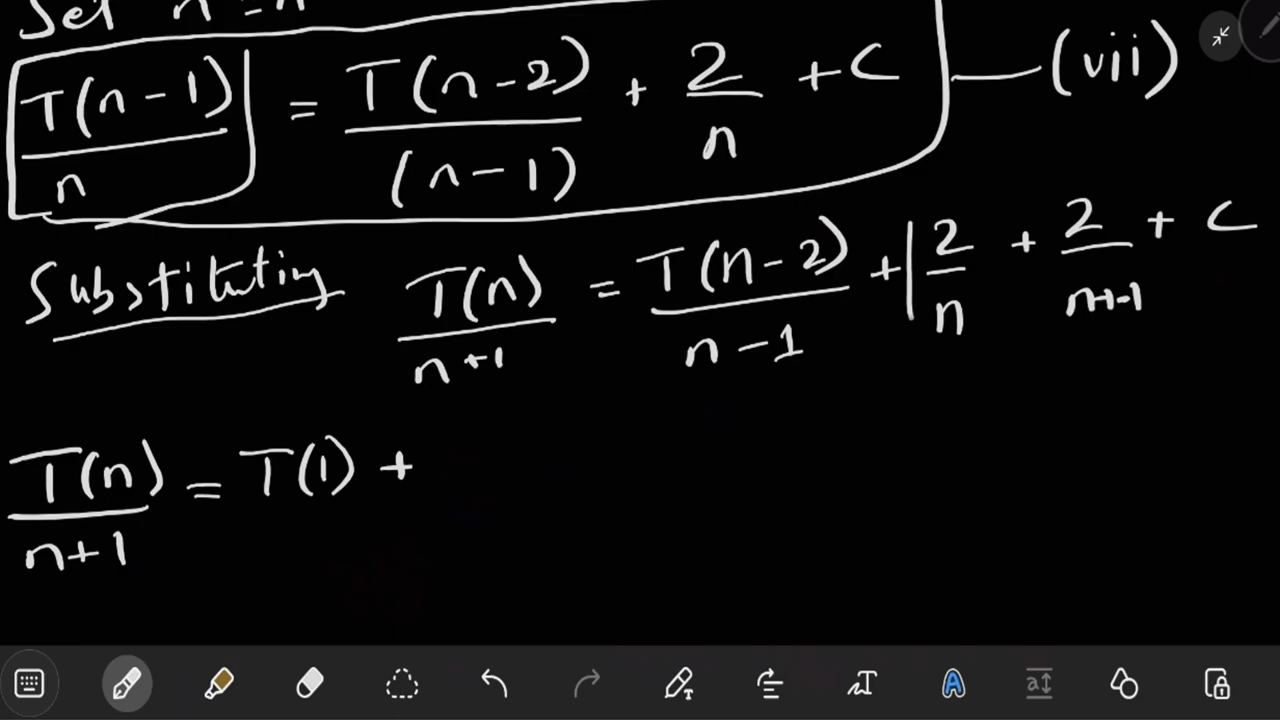 Set n = n
T(n-1)/n = T(n-2)/(n-1) + 2/n + C — (vii)
Substituting T(n)/n+1 = T(n-2)/n-1 + 2/n + 2/n+1 + C
T(n)/n+1 = T(1) +